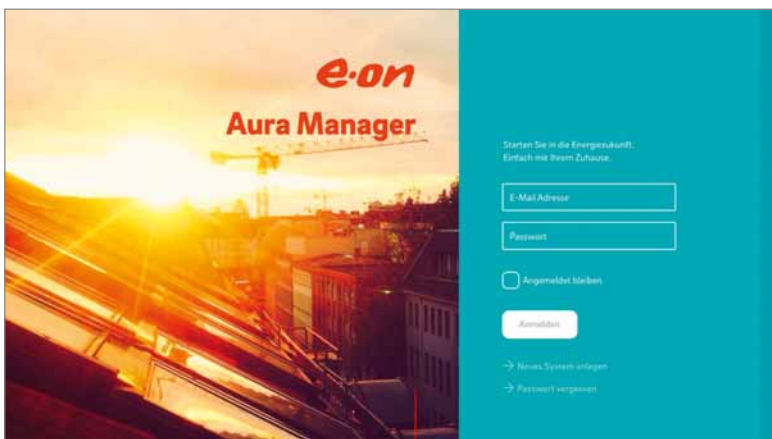 e·on
Aura Manager
Starten Sie in die Energiezukunft.
Einfach mit Ihrem Zuhause.
E-Mail Adresse
Passwort
Angemeldet bleiben
Anmelden
→ Neues System anlegen
→ Passwort vergessen